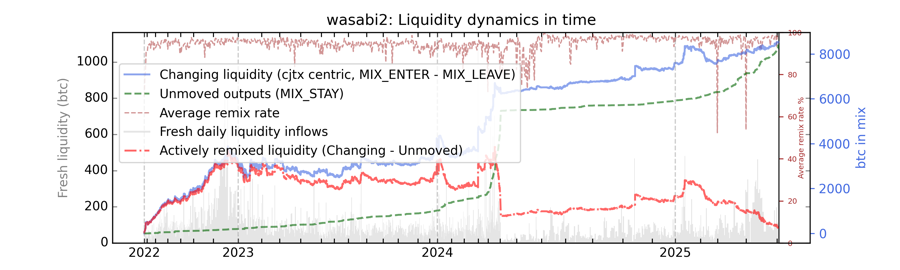 wasabi2: Liquidity dynamics in time
Fresh liquidity (btc)
1000
800
600
400
200
0
Changing liquidity (cjtx centric, MIX_ENTER - MIX_LEAVE)
Unmoved outputs (MIX_STAY)
Average remix rate
Fresh daily liquidity inflows
Actively remixed liquidity (Changing - Unmoved)
100
80
60
40
20
0
Average remix rate %
8000
6000
4000
2000
0
btc in mix
2022
2023
2024
2025